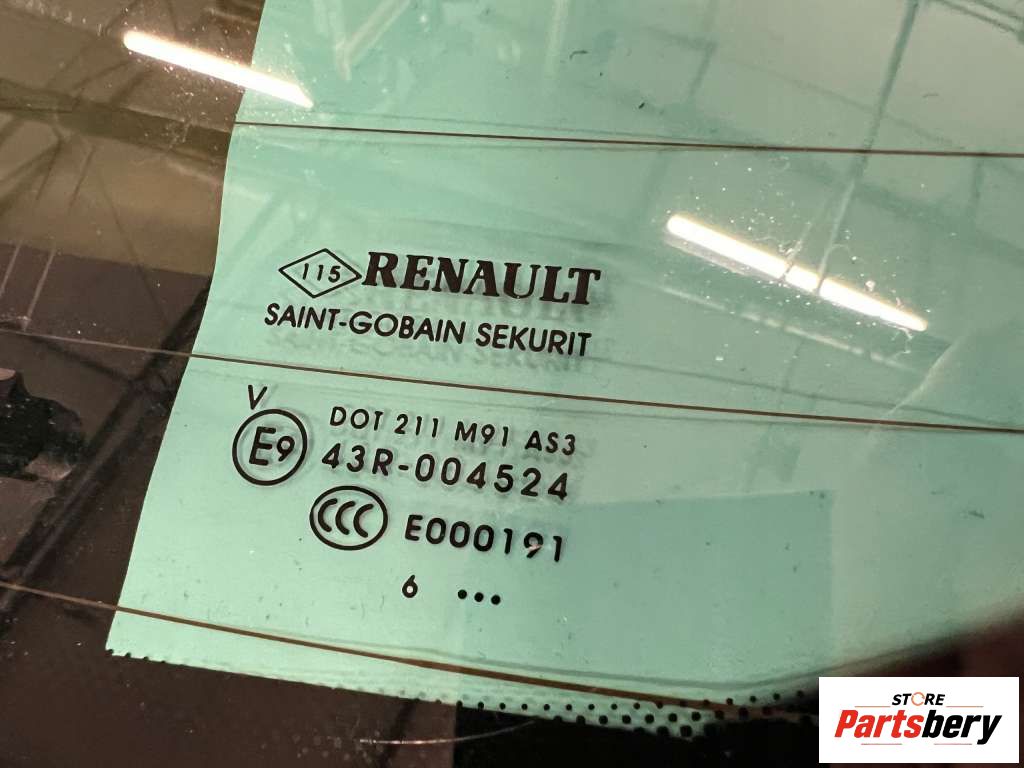 115 RENAULT
SAINT-GOBAIN SEKURIT
V
E9
DOT 211 M91 AS3
43R-004524
CCC E000191
6 ...
STORE
Partsbery